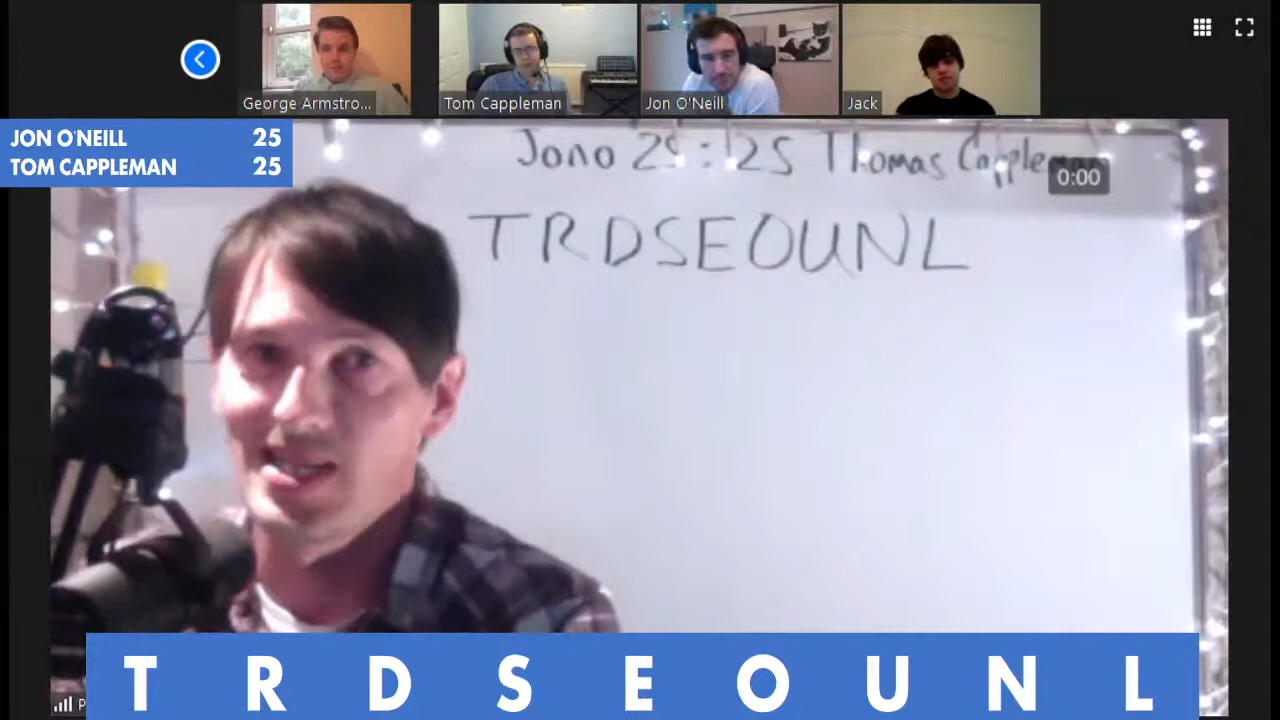 George Armstro...
Tom Cappleman
Jon O'Neill
Jack
JON O'NEILL 25
TOM CAPPLEMAN 25
Jono 25 : 25 Thomas Cappleman
0:00
TRDSEOUNL
P
T R D S E O U N L